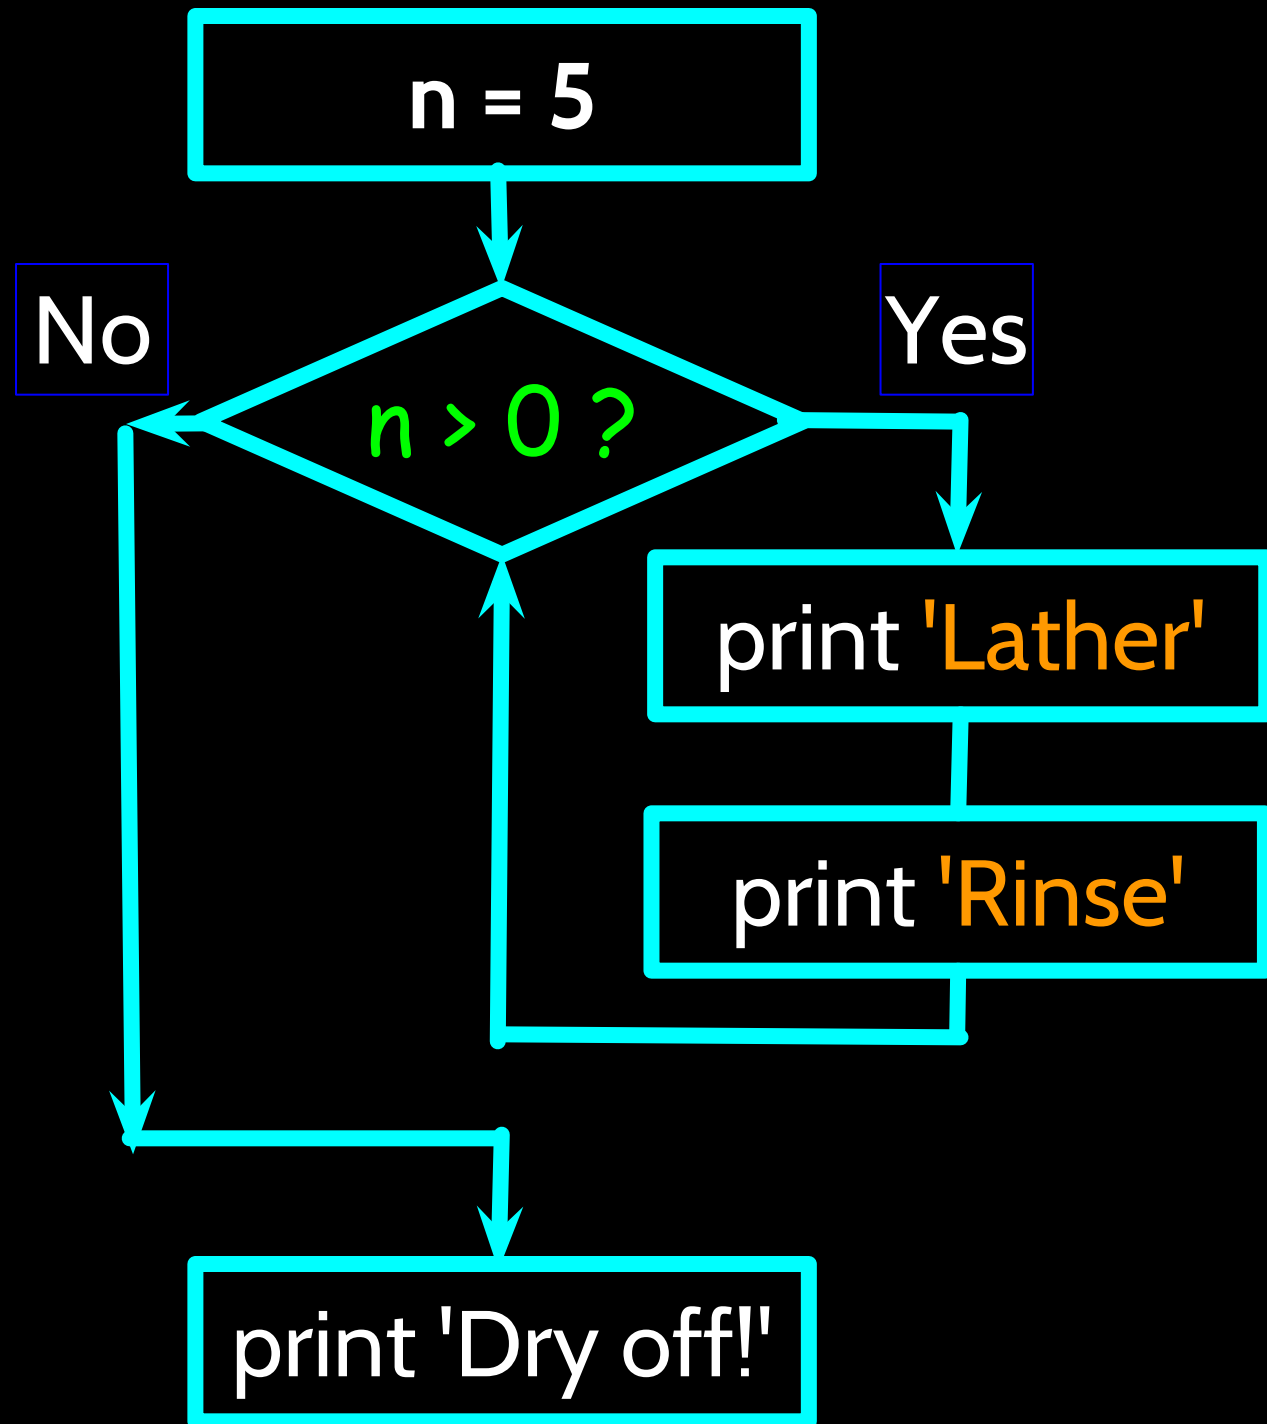 n = 5
No
Yes
n > 0 ?
print 'Lather'
print 'Rinse'
print 'Dry off!'